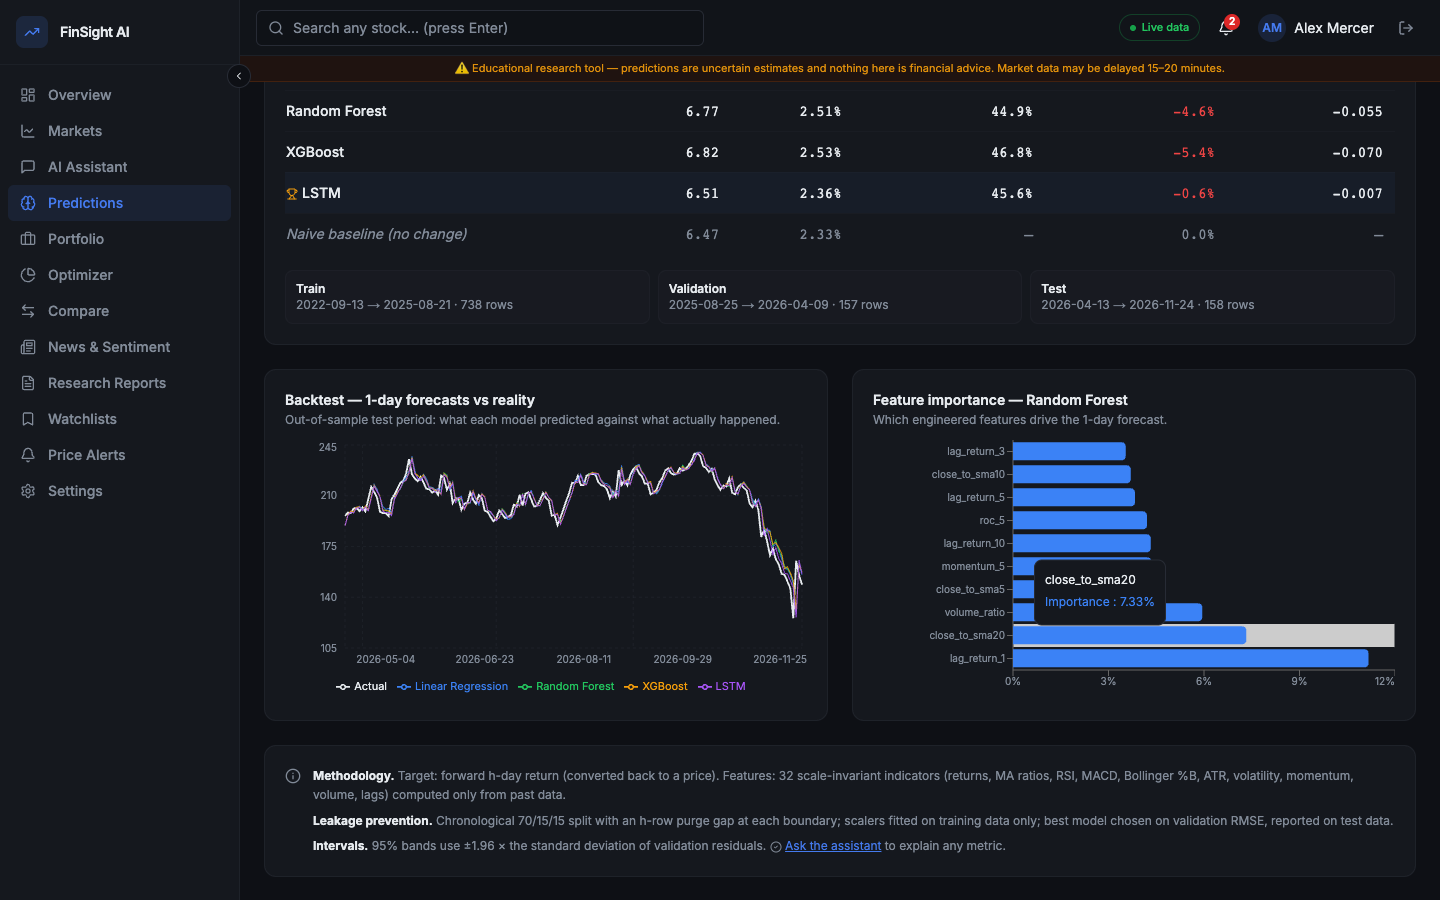 FinSight AI
Search any stock... (press Enter)
Live data
2
AM
Alex Mercer
⚠ Educational research tool — predictions are uncertain estimates and nothing here is financial advice. Market data may be delayed 15–20 minutes.
Overview
Markets
AI Assistant
Predictions
Portfolio
Optimizer
Compare
News & Sentiment
Research Reports
Watchlists
Price Alerts
Settings
Random Forest 6.77 2.51% 44.9% −4.6% −0.055
XGBoost 6.82 2.53% 46.8% −5.4% −0.070
LSTM 6.51 2.36% 45.6% −0.6% −0.007
Naive baseline (no change) 6.47 2.33% — 0.0% —
Train
2022-09-13 → 2025-08-21 · 738 rows
Validation
2025-08-25 → 2026-04-09 · 157 rows
Test
2026-04-13 → 2026-11-24 · 158 rows
Backtest — 1-day forecasts vs reality
Out-of-sample test period: what each model predicted against what actually happened.
245
210
175
140
105
2026-05-04 2026-06-23 2026-08-11 2026-09-29 2026-11-25
Actual Linear Regression Random Forest XGBoost LSTM
Feature importance — Random Forest
Which engineered features drive the 1-day forecast.
lag_return_3
close_to_sma10
lag_return_5
roc_5
lag_return_10
momentum_5
close_to_sma5
volume_ratio
close_to_sma20
lag_return_1
close_to_sma20
Importance : 7.33%
0% 3% 6% 9% 12%
Methodology. Target: forward h-day return (converted back to a price). Features: 32 scale-invariant indicators (returns, MA ratios, RSI, MACD, Bollinger %B, ATR, volatility, momentum,
volume, lags) computed only from past data.
Leakage prevention. Chronological 70/15/15 split with an h-row purge gap at each boundary; scalers fitted on training data only; best model chosen on validation RMSE, reported on test data.
Intervals. 95% bands use ±1.96 × the standard deviation of validation residuals. Ask the assistant to explain any metric.